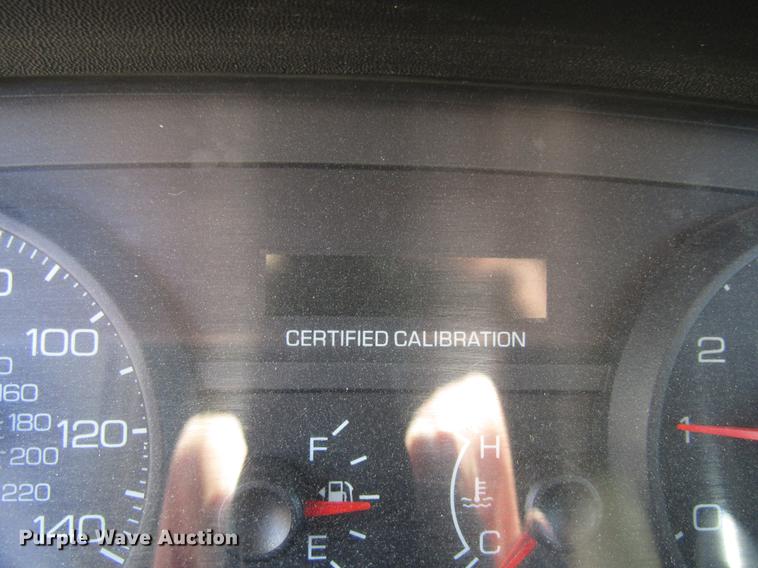 CERTIFIED CALIBRATION
100
160
180
120
200
220
140
F
E
H
C
2
1
0
Purple Wave Auction